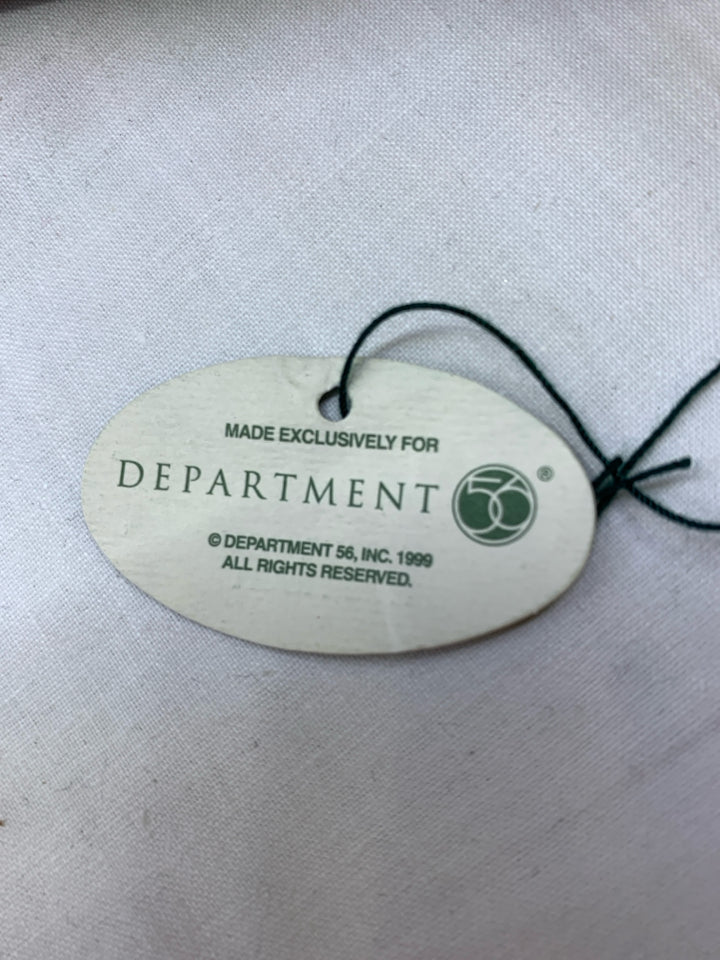 MADE EXCLUSIVELY FOR
DEPARTMENT 56 ®
© DEPARTMENT 56, INC. 1999
ALL RIGHTS RESERVED.